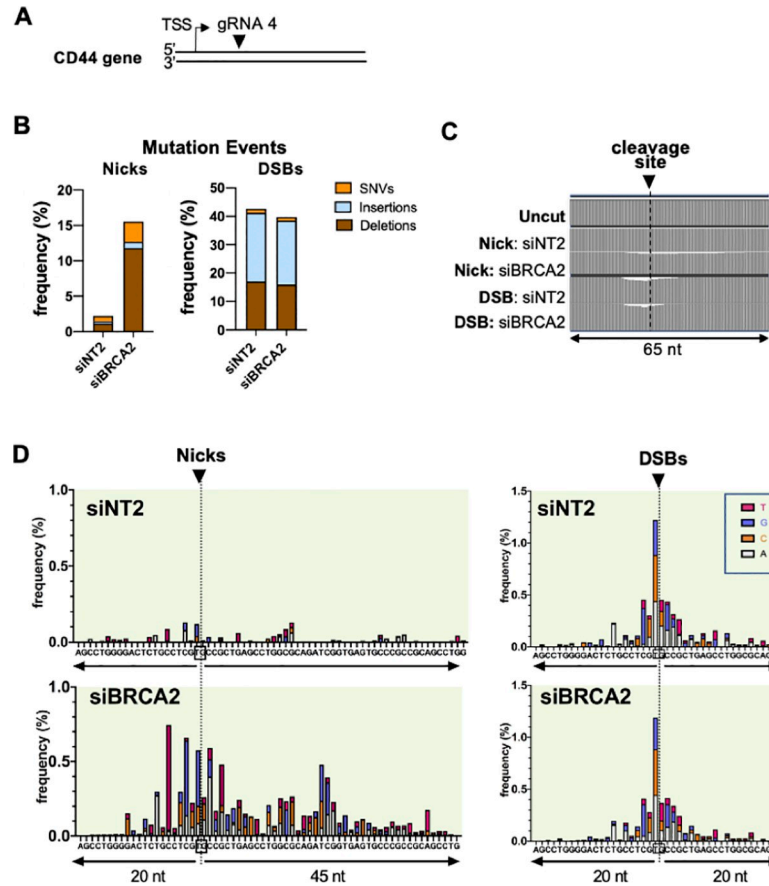 A
TSS
gRNA 4
5'
CD44 gene
3'
B
Mutation Events
Nicks
DSBs
frequency (%)
20
15
10
5
0
siNT2
siBRCA2
frequency (%)
50
40
30
20
10
0
siNT2
siBRCA2
SNVs
Insertions
Deletions
C
cleavage
site
Uncut
Nick: siNT2
Nick: siBRCA2
DSB: siNT2
DSB: siBRCA2
65 nt
D
Nicks
siNT2
frequency (%)
1.0
0.5
0.0
AGCCTGGGGACTCTGCCTCGTGCCGCTGAGCCTGGCGCAGATCGGTGAGTGCCCGCCGCAGCCTGG
siBRCA2
frequency (%)
1.0
0.5
0.0
AGCCTGGGGACTCTGCCTCGTGCCGCTGAGCCTGGCGCAGATCGGTGAGTGCCCGCCGCAGCCTG
20 nt
45 nt
DSBs
siNT2
frequency (%)
1.5
1.0
0.5
0.0
T
G
C
A
siBRCA2
frequency (%)
1.5
1.0
0.5
0.0
20 nt
20 nt